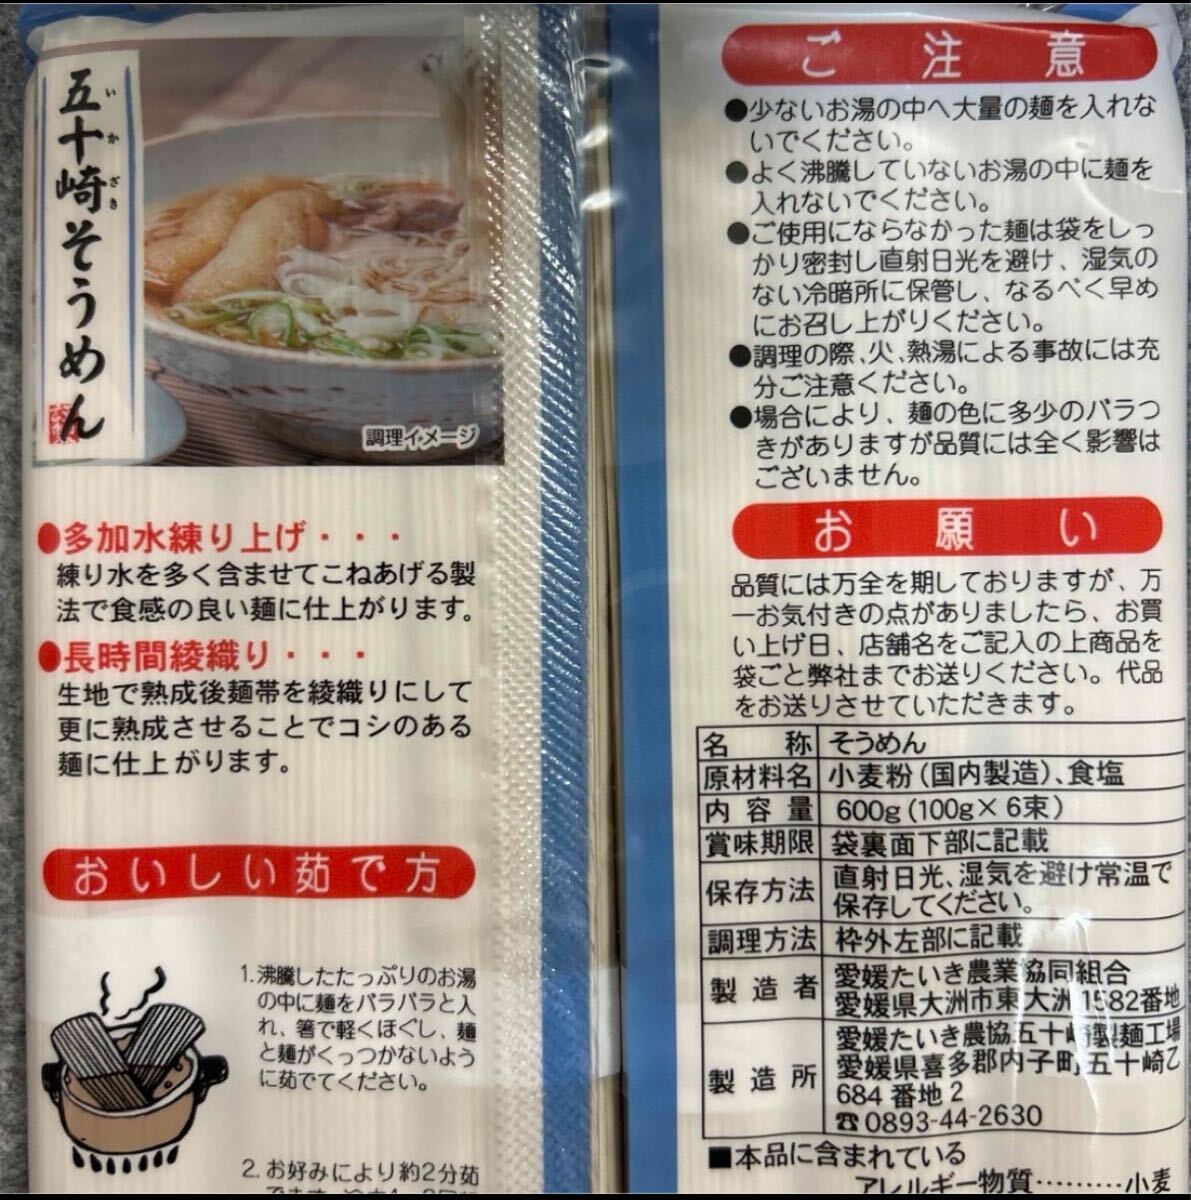 五十崎そうめん
いかざき
調理イメージ
●多加水練り上げ・・・
練り水を多く含ませてこねあげる製
法で食感の良い麺に仕上がります。
●長時間綾織り・・・
生地で熟成後麺帯を綾織りにして
更に熟成させることでコシのある
麺に仕上がります。
おいしい茹で方
1.沸騰したたっぷりのお湯
の中に麺をパラパラと入
れ、箸で軽くほぐし、麺
と麺がくっつかないよう
に茹でてください。
2.お好みにより約2分茹
ご注意
●少ないお湯の中へ大量の麺を入れな
いでください。
●よく沸騰していないお湯の中に麺を
入れないでください。
●ご使用にならなかった麺は袋をしっ
かり密封し直射日光を避け、湿気の
ない冷暗所に保管し、なるべく早め
にお召し上がりください。
●調理の際、火、熱湯による事故には充
分ご注意ください。
●場合により、麺の色に多少のバラつ
きがありますが品質には全く影響は
ございません。
お願い
品質には万全を期しておりますが、万
一お気付きの点がありましたら、お買
い上げ日、店舗名をご記入の上商品を
袋ごと弊社までお送りください。代品
をお送りさせていただきます。
名称 そうめん
原材料名 小麦粉(国内製造)、食塩
内容量 600g(100g×6束)
賞味期限 袋裏面下部に記載
保存方法 直射日光、湿気を避け常温で
保存してください。
調理方法 枠外左部に記載
製造者 愛媛たいき農業協同組合
愛媛県大洲市東大洲1582番地
製造所 愛媛たいき農協五十崎製麺工場
愛媛県喜多郡内子町五十崎乙
684番地2
☎0893-44-2630
■本品に含まれている
アレルギー物質………小麦